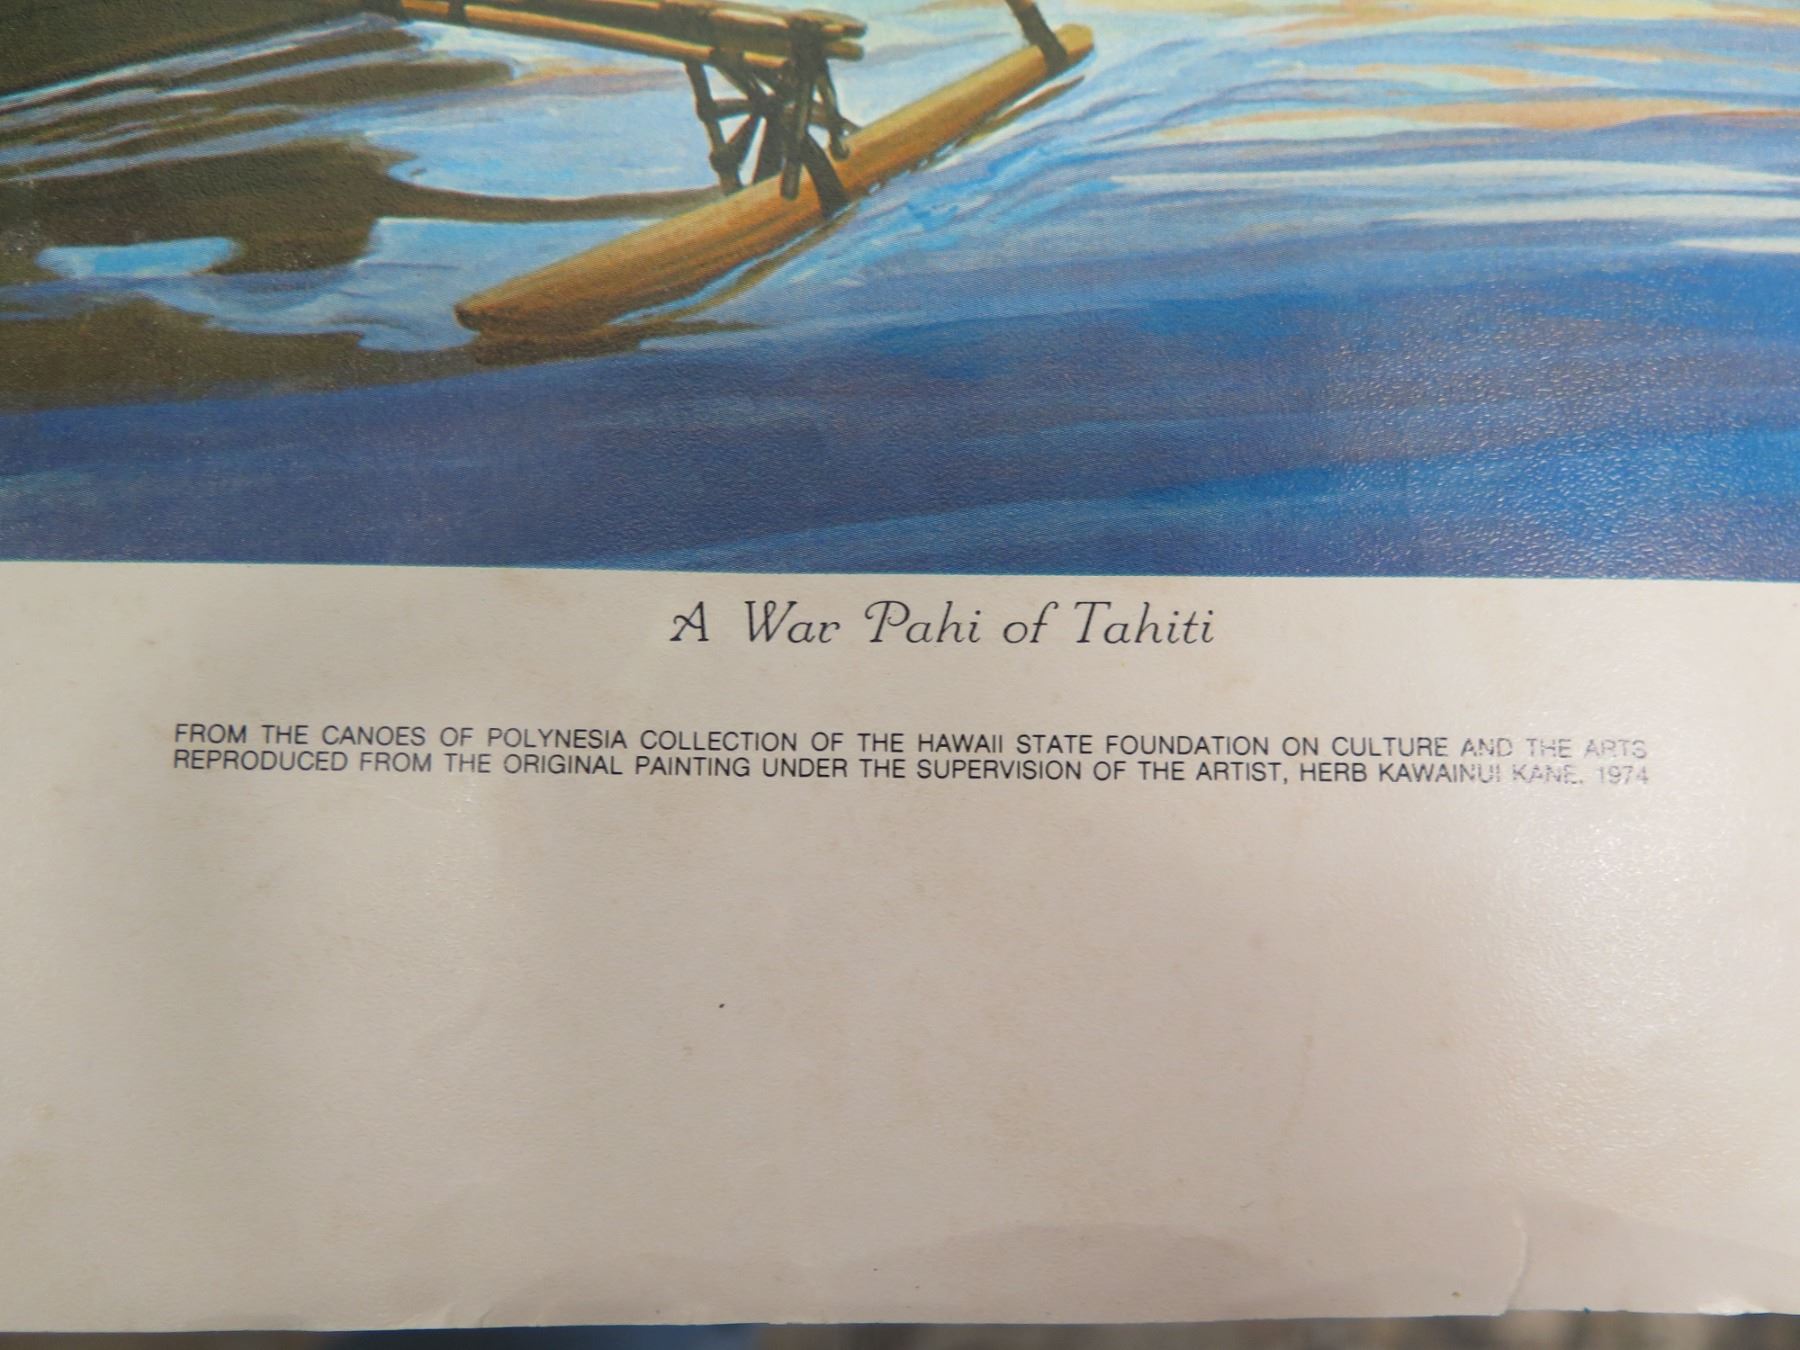 A War Pahi of Tahiti
FROM THE CANOES OF POLYNESIA COLLECTION OF THE HAWAII STATE FOUNDATION ON CULTURE AND THE ARTS
REPRODUCED FROM THE ORIGINAL PAINTING UNDER THE SUPERVISION OF THE ARTIST, HERB KAWAINUI KANE. 1974